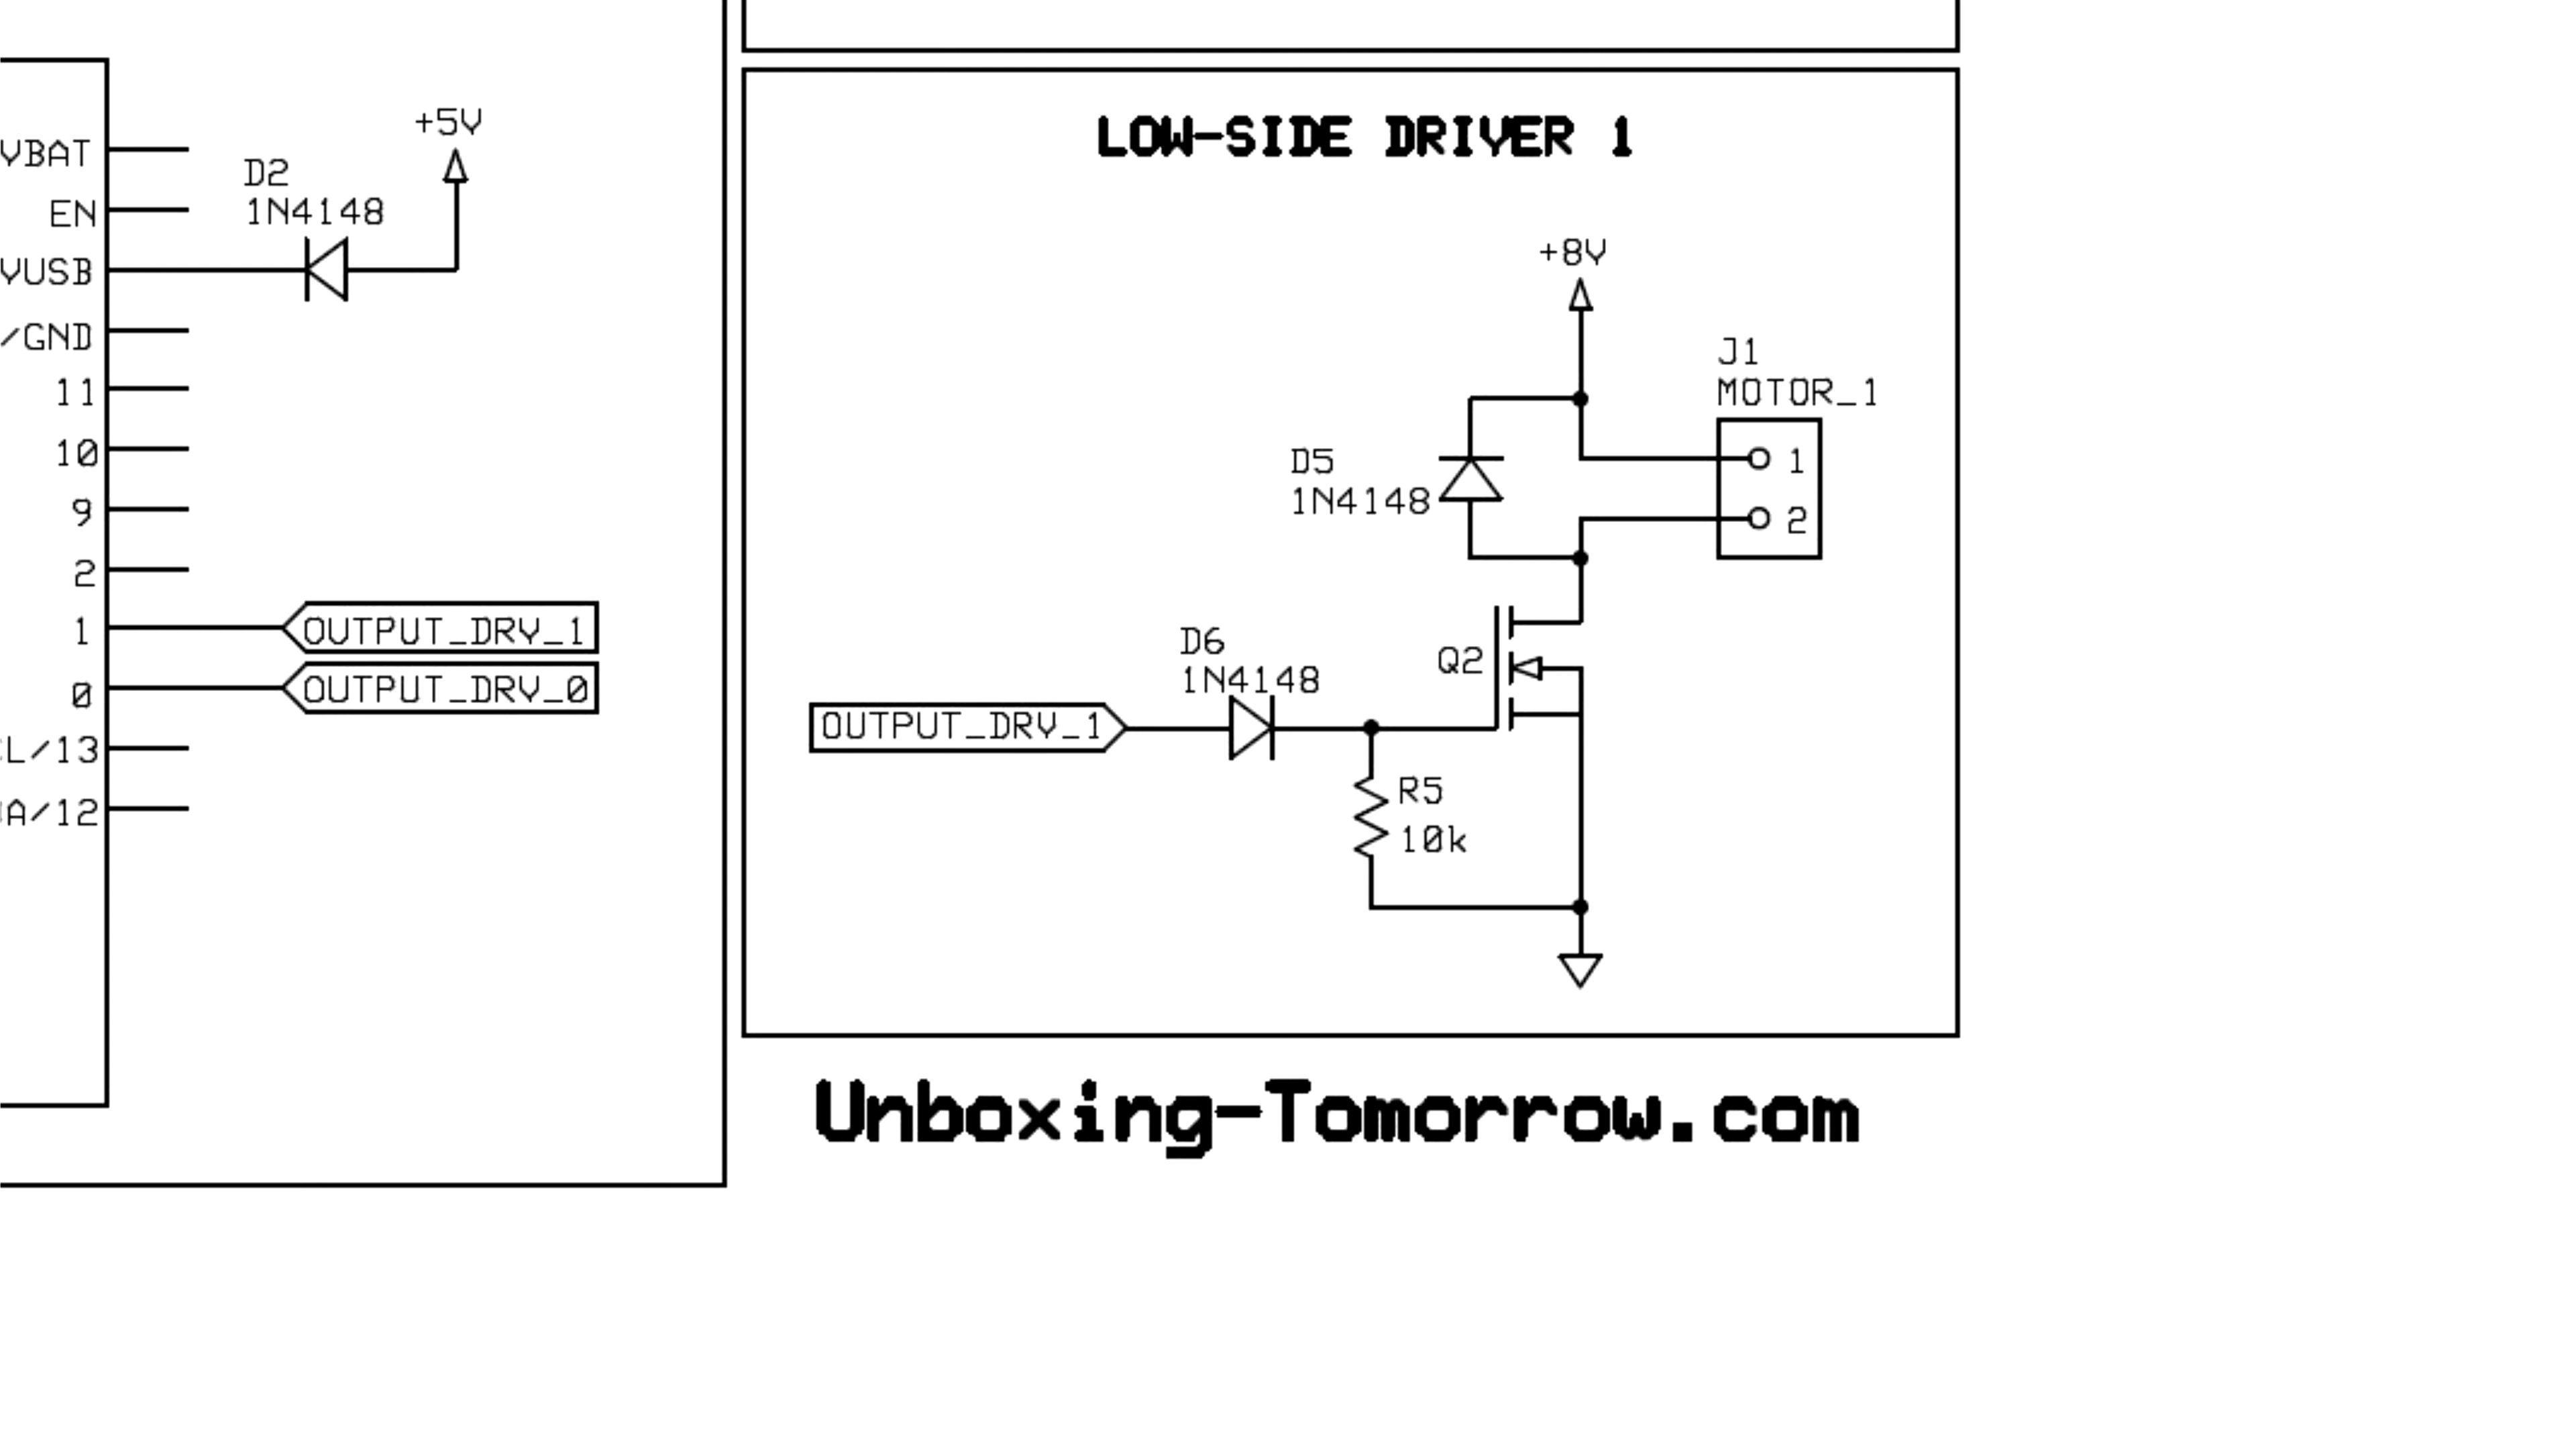 VBAT
EN
VUSB
/GND
11
10
9
2
1
0
L/13
A/12
+5V
D2
1N4148
OUTPUT_DRV_1
OUTPUT_DRV_0
LOW-SIDE DRIVER 1
+8V
J1
MOTOR_1
1
2
D5
1N4148
Q2
D6
1N4148
OUTPUT_DRV_1
R5
10k
Unboxing-Tomorrow.com